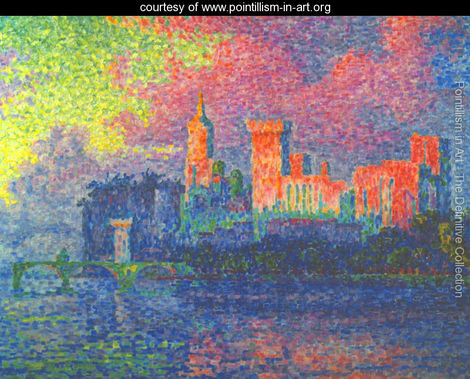 courtesy of www.pointillism-in-art.org
Pointillism in Art - The Definitive Collection